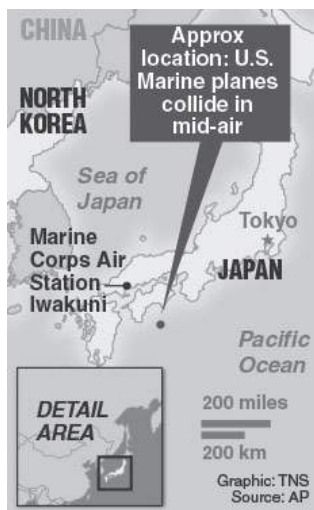 CHINA
Approx
location: U.S.
Marine planes
collide in
mid-air
NORTH
KOREA
Sea of
Japan
Tokyo
Marine
Corps Air
Station
Iwakuni
JAPAN
Pacific
Ocean
DETAIL
AREA
200 miles
200 km
Graphic: TNS
Source: AP